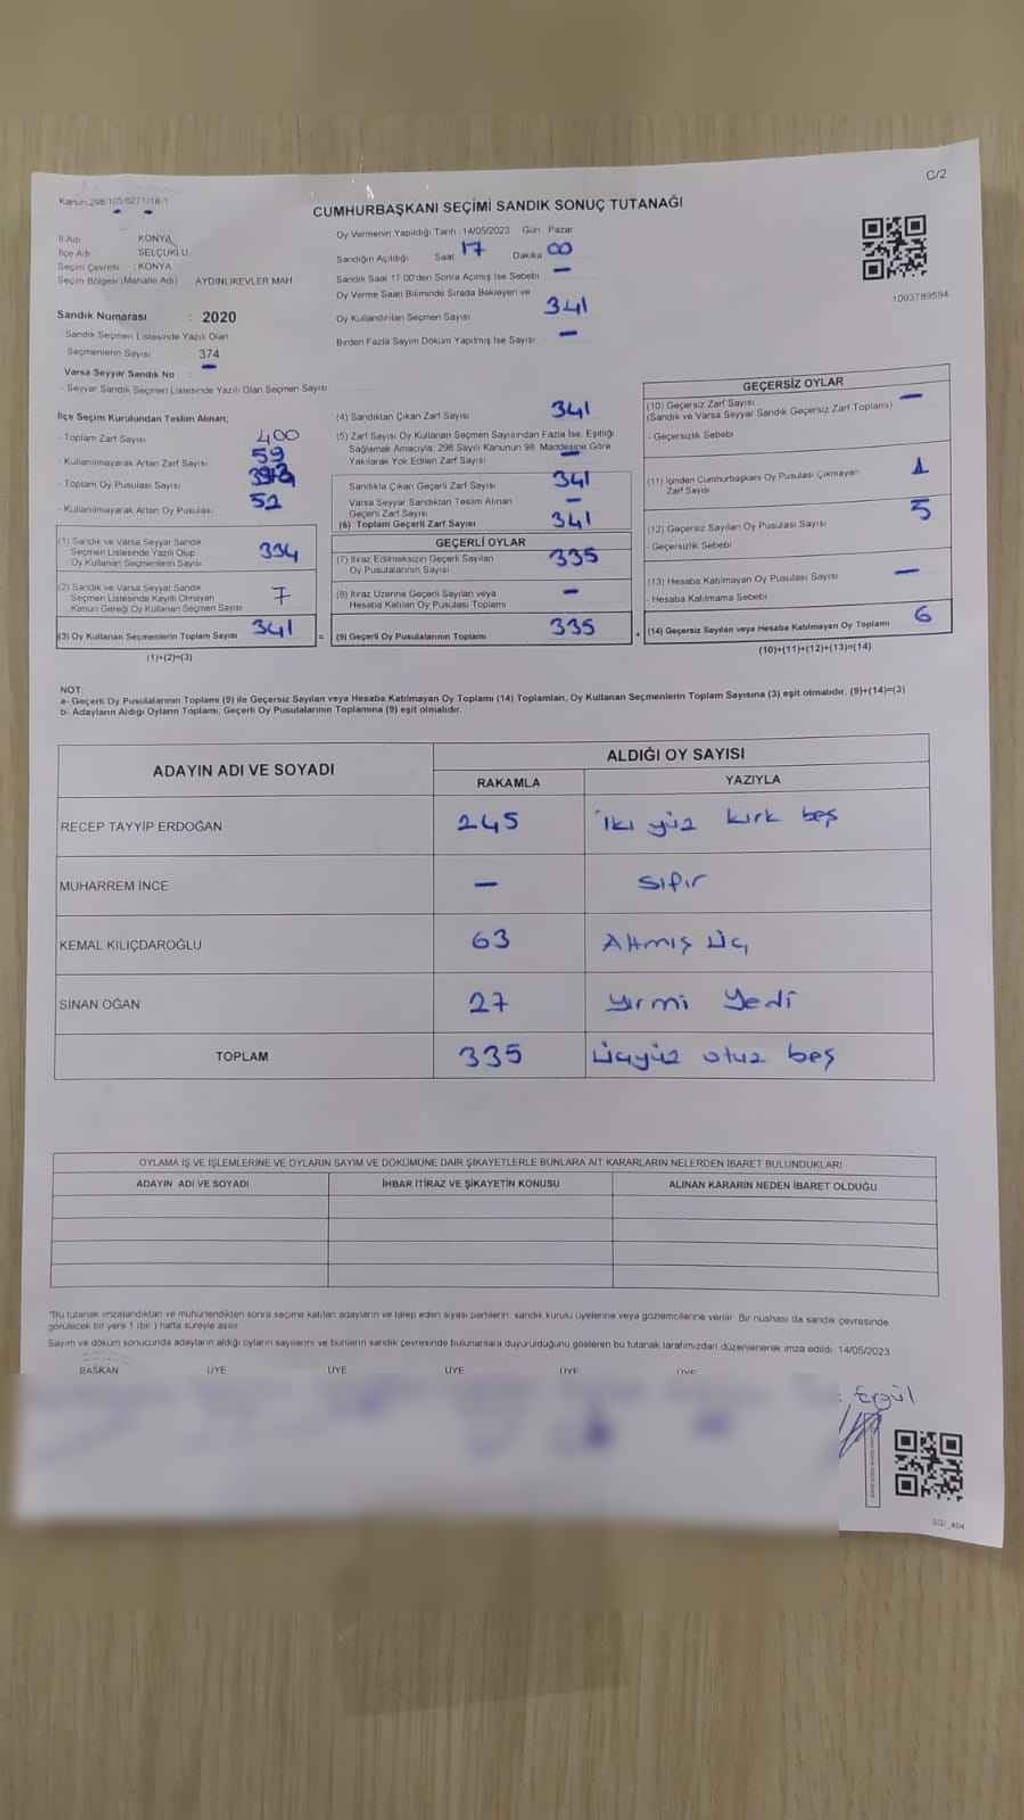 C/2
Kanun 298/105-5271/18-1
CUMHURBAŞKANI SEÇİMİ SANDIK SONUÇ TUTANAĞI
İl Adı KONYA
İlçe Adı SELÇUKLU
Seçim Çevresi : KONYA
Seçim Bölgesi (Mahalle Adı) AYDINLIKEVLER MAH
Sandık Numarası : 2020
Sandık Seçmen Listesinde Yazılı Olan
Seçmenlerin Sayısı 374
Varsa Seyyar Sandık No : –
- Seyyar Sandık Seçmen Listesinde Yazılı Olan Seçmen Sayısı
Oy Vermenin Yapıldığı Tarih : 14/05/2023 Gün : Pazar
Sandığın Açıldığı Saat 17 Dakika 00
Sandık Saat 17.00'den Sonra Açılmış İse Sebebi –
Oy Verme Saati Bitiminde Sırada Bekleyen ve
Oy Kullandırılan Seçmen Sayısı 341
Birden Fazla Sayım Döküm Yapılmış İse Sayısı –
1003789594
İlçe Seçim Kurulundan Teslim Alınan;
- Toplam Zarf Sayısı 400
- Kullanılmayarak Artan Zarf Sayısı 59
- Toplam Oy Pusulası Sayısı
- Kullanılmayarak Artan Oy Pusulası 52
(1) Sandık ve Varsa Seyyar Sandık
Seçmen Listesinde Yazılı Olup
Oy Kullanan Seçmenlerin Sayısı 334
(2) Sandık ve Varsa Seyyar Sandık
Seçmen Listesinde Kayıtlı Olmayan
Kanun Gereği Oy Kullanan Seçmen Sayısı 7
(3) Oy Kullanan Seçmenlerin Toplam Sayısı 341 =
(1)+(2)=(3)
(4) Sandıktan Çıkan Zarf Sayısı 341
(5) Zarf Sayısı Oy Kullanan Seçmen Sayısından Fazla İse, Eşitliği
Sağlamak Amacıyla, 298 Sayılı Kanunun 98. Maddesine Göre
Yakılarak Yok Edilen Zarf Sayısı –
Sandıkta Çıkan Geçerli Zarf Sayısı 341
Varsa Seyyar Sandıktan Teslim Alınan
Geçerli Zarf Sayısı –
(6) Toplam Geçerli Zarf Sayısı 341
GEÇERLİ OYLAR
(7) İtiraz Edilmeksizin Geçerli Sayılan
Oy Pusulalarının Sayısı 335
(8) İtiraz Üzerine Geçerli Sayılan veya
Hesaba Katılan Oy Pusulası Toplamı –
(9) Geçerli Oy Pusulalarının Toplamı 335 +
GEÇERSİZ OYLAR
(10) Geçersiz Zarf Sayısı –
(Sandık ve Varsa Seyyar Sandık Geçersiz Zarf Toplamı)
- Geçersizlik Sebebi
(11) İçinden Cumhurbaşkanı Oy Pusulası Çıkmayan
Zarf Sayısı 1
(12) Geçersiz Sayılan Oy Pusulası Sayısı 5
- Geçersizlik Sebebi
(13) Hesaba Katılmayan Oy Pusulası Sayısı –
- Hesaba Katılmama Sebebi
(14) Geçersiz Sayılan veya Hesaba Katılmayan Oy Toplamı 6
(10)+(11)+(12)+(13)=(14)
NOT:
a- Geçerli Oy Pusulalarının Toplamı (9) ile Geçersiz Sayılan veya Hesaba Katılmayan Oy Toplamı (14) Toplamları, Oy Kullanan Seçmenlerin Toplam Sayısına (3) eşit olmalıdır. (9)+(14)=(3)
b- Adayların Aldığı Oyların Toplamı, Geçerli Oy Pusulalarının Toplamına (9) eşit olmalıdır.
ADAYIN ADI VE SOYADI ALDIĞI OY SAYISI
RAKAMLA YAZIYLA
RECEP TAYYİP ERDOĞAN 245 iki yüz kırk beş
MUHARREM İNCE – sıfır
KEMAL KILIÇDAROĞLU 63 Altmış üç
SİNAN OĞAN 27 yirmi yedi
TOPLAM 335 üçyüz otuz beş
OYLAMA İŞ VE İŞLEMLERİNE VE OYLARIN SAYIM VE DÖKÜMÜNE DAİR ŞİKAYETLERLE BUNLARA AİT KARARLARIN NELERDEN İBARET BULUNDUKLARI
ADAYIN ADI VE SOYADI İHBAR İTİRAZ VE ŞİKAYETİN KONUSU ALINAN KARARIN NEDEN İBARET OLDUĞU
*Bu tutanak imzalandıktan ve mühürlendikten sonra seçime katılan adayların ve talep eden siyasi partilerin sandık kurulu üyelerine veya gözlemcilerine verilir. Bir nüshası da sandık çevresinde
görülecek bir yere 1 (bir) hafta süreyle asılır.
Sayım ve döküm sonucunda adayların aldığı oyların sayılarını ve bunların sandık çevresinde bulunanlara duyurulduğunu gösteren bu tutanak tarafımızdan düzenlenerek imza edildi. 14/05/2023
BAŞKAN ÜYE ÜYE ÜYE ÜYE ÜYE
Ergül